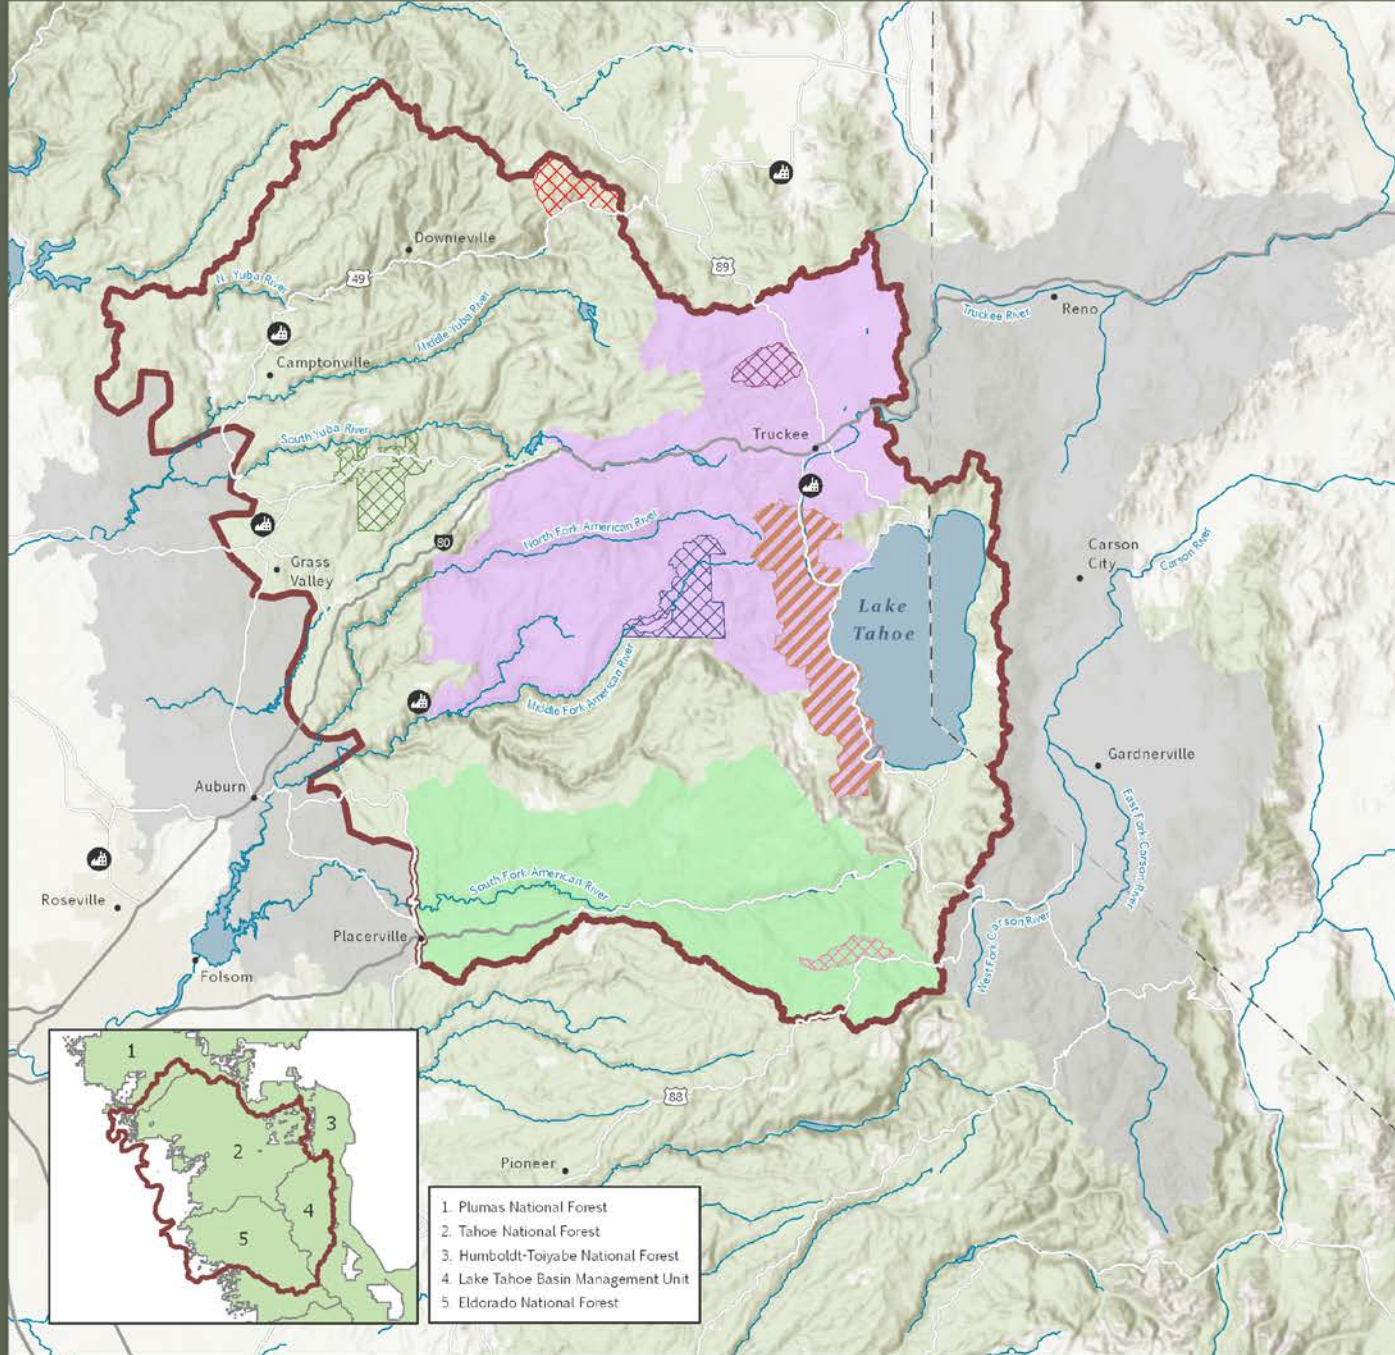 Downieville
N. Yuba River
49
89
Middle Yuba River
Truckee River
Reno
Camptonville
South Yuba River
Truckee
North Fork American River
80
Grass
Valley
Carson
City
Carson River
Lake
Tahoe
Middle Fork American River
Gardnerville
Auburn
East Fork Carson River
South Fork American River
Roseville
Placerville
West Fork Carson River
Folsom
88
Pioneer
1
2
3
4
5
1. Plumas National Forest
2. Tahoe National Forest
3. Humboldt-Toiyabe National Forest
4. Lake Tahoe Basin Management Unit
5. Eldorado National Forest